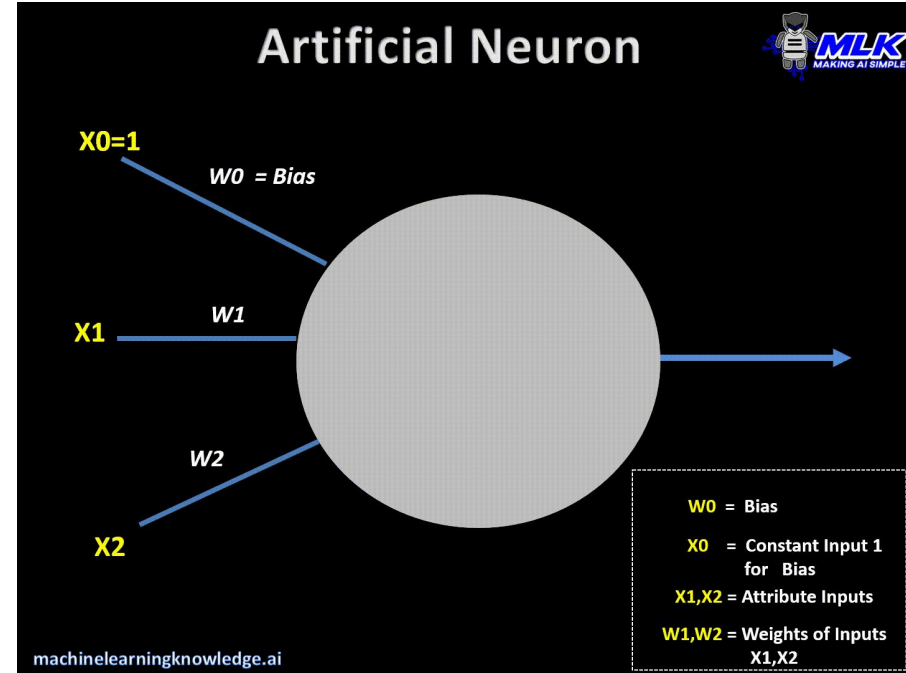 Artificial Neuron
MLK
MAKING AI SIMPLE
X0=1
W0 = Bias
X1
W1
W2
X2
W0 = Bias
X0 = Constant Input 1
for Bias
X1,X2 = Attribute Inputs
W1,W2 = Weights of Inputs
X1,X2
machinelearningknowledge.ai